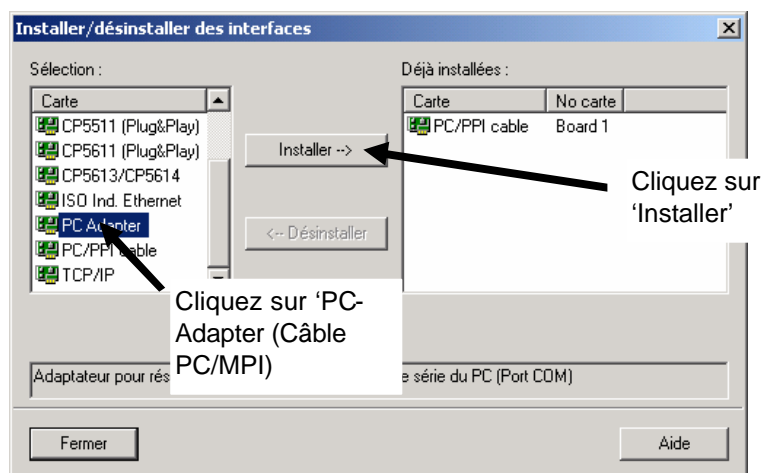 Installer/désinstaller des interfaces
Sélection :
Déjà installées :
Carte
Carte No carte
CP5511 (Plug&Play)
PC/PPI cable Board 1
CP5611 (Plug&Play)
Installer -->
CP5613/CP5614
ISO Ind. Ethernet
Cliquez sur
‘Installer’
PC Adapter
<-- Désinstaller
PC/PPI cable
TCP/IP
Cliquez sur ‘PC-
Adapter (Câble
PC/MPI)
Adaptateur pour rés
e série du PC (Port COM)
Fermer
Aide